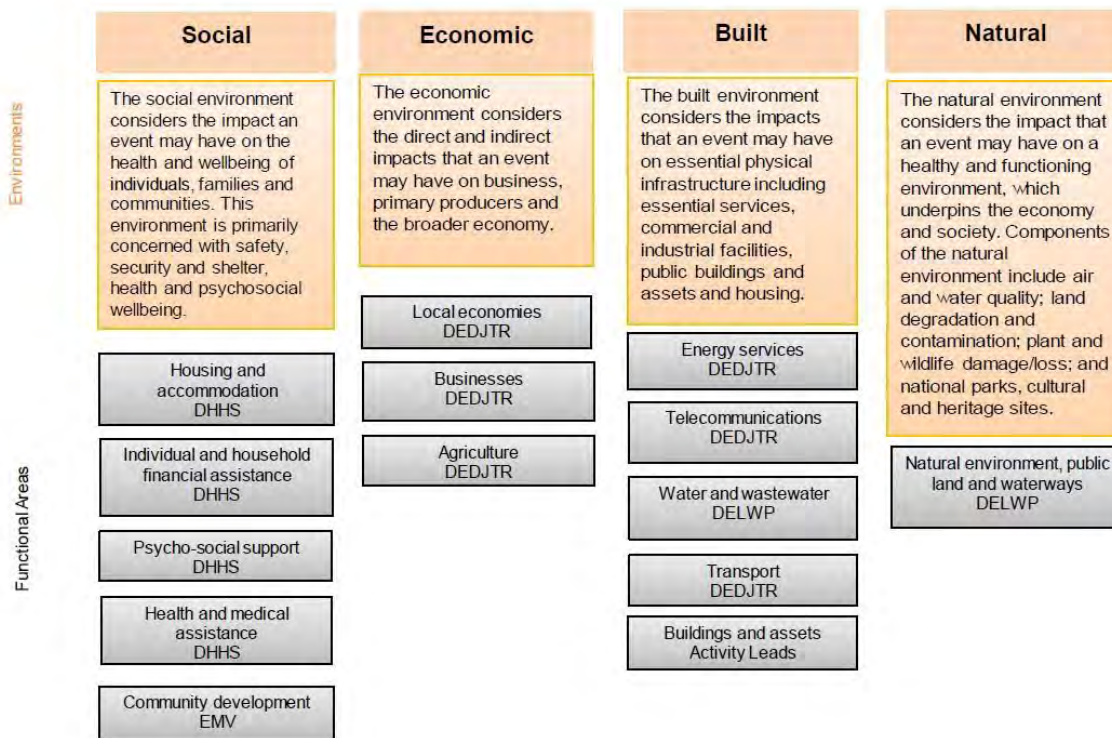 Social
Economic
Built
Natural
Environments
The social environment
considers the impact an
event may have on the
health and wellbeing of
individuals, families and
communities. This
environment is primarily
concerned with safety,
security and shelter,
health and psychosocial
wellbeing.
The economic
environment considers
the direct and indirect
impacts that an event
may have on business,
primary producers and
the broader economy.
The built environment
considers the impacts
that an event may have
on essential physical
infrastructure including
essential services,
commercial and
industrial facilities,
public buildings and
assets and housing.
The natural environment
considers the impact that
an event may have on a
healthy and functioning
environment, which
underpins the economy
and society. Components
of the natural
environment include air
and water quality; land
degradation and
contamination; plant and
wildlife damage/loss; and
national parks, cultural
and heritage sites.
Functional Areas
Housing and
accommodation
DHHS
Individual and household
financial assistance
DHHS
Psycho-social support
DHHS
Health and medical
assistance
DHHS
Community development
EMV
Local economies
DEDJTR
Businesses
DEDJTR
Agriculture
DEDJTR
Energy services
DEDJTR
Telecommunications
DEDJTR
Water and wastewater
DELWP
Transport
DEDJTR
Buildings and assets
Activity Leads
Natural environment, public
land and waterways
DELWP